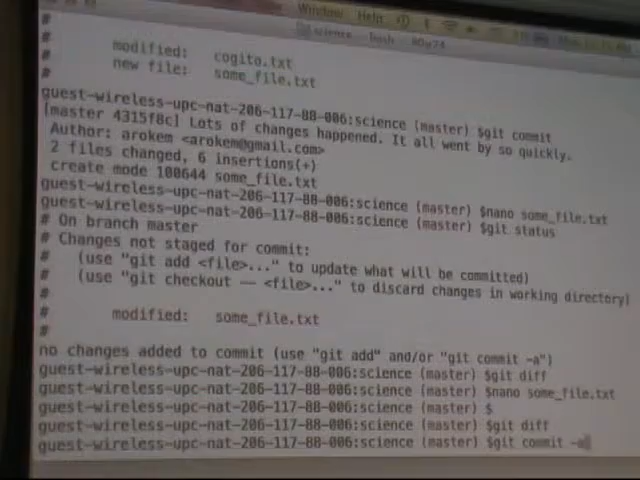 Window Help
science — bash — 80x24
#
#
# modified: cogito.txt
# new file: some_file.txt
#
guest-wireless-upc-nat-206-117-88-006:science (master) $git commit
[master 4315f8c] Lots of changes happened. It all went by so quickly.
Author: arokem <arokem@gmail.com>
2 files changed, 6 insertions(+)
create mode 100644 some_file.txt
guest-wireless-upc-nat-206-117-88-006:science (master) $nano some_file.txt
guest-wireless-upc-nat-206-117-88-006:science (master) $git status
# On branch master
# Changes not staged for commit:
# (use "git add <file>..." to update what will be committed)
# (use "git checkout -- <file>..." to discard changes in working directory)
#
# modified: some_file.txt
#
no changes added to commit (use "git add" and/or "git commit -a")
guest-wireless-upc-nat-206-117-88-006:science (master) $git diff
guest-wireless-upc-nat-206-117-88-006:science (master) $nano some_file.txt
guest-wireless-upc-nat-206-117-88-006:science (master) $
guest-wireless-upc-nat-206-117-88-006:science (master) $git diff
guest-wireless-upc-nat-206-117-88-006:science (master) $git commit -a